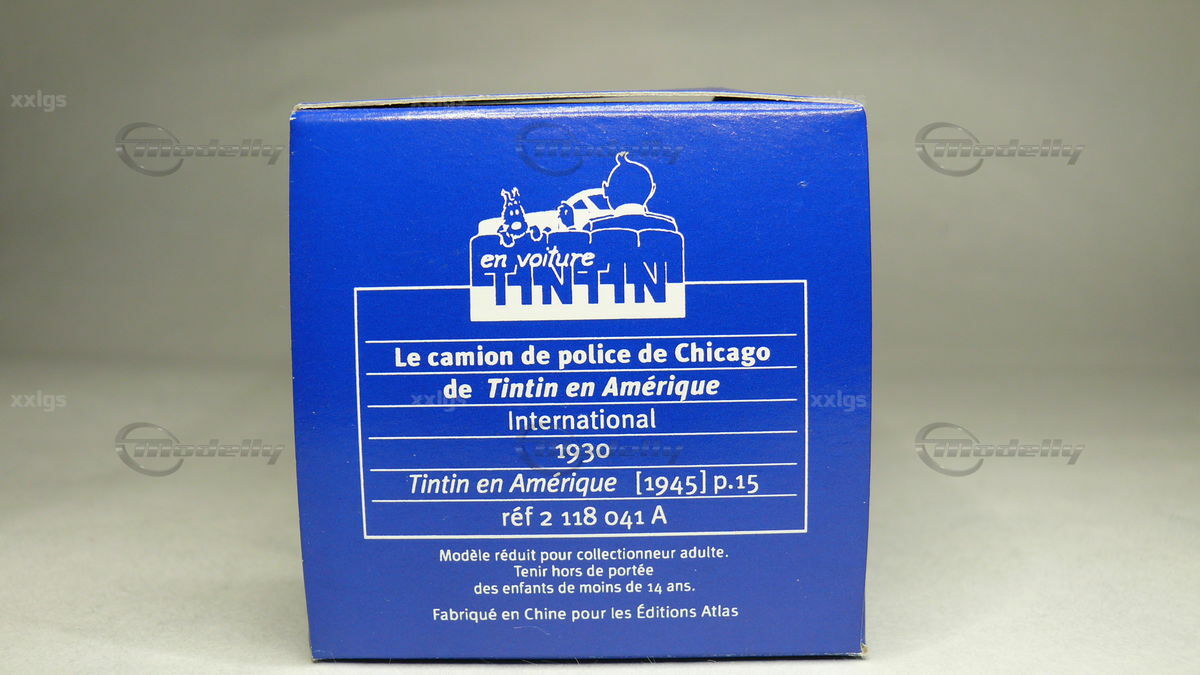 en voiture
TINTIN
Le camion de police de Chicago
de Tintin en Amérique
International
1930
Tintin en Amérique [1945] p.15
réf 2 118 041 A
Modèle réduit pour collectionneur adulte.
Tenir hors de portée
des enfants de moins de 14 ans.
Fabriqué en Chine pour les Éditions Atlas
xxlgs
xxlgs
xxlgs
xxlgs
xxlgs
Modelly
Modelly
Modelly
Modelly
Modelly
Modelly